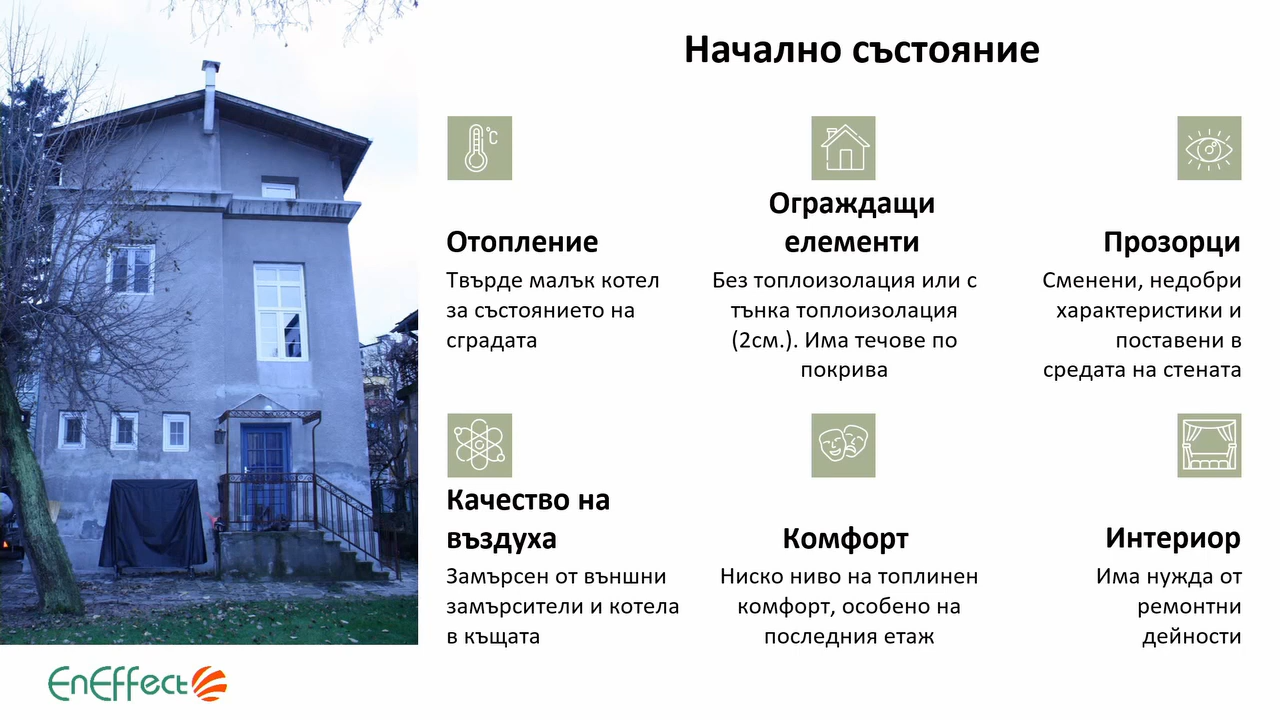 Начално състояние
°C
Отопление
Твърде малък котел
за състоянието на
сградата
Ограждащи
елементи
Без топлоизолация или с
тънка топлоизолация
(2см.). Има течове по
покрива
Прозорци
Сменени, недобри
характеристики и
поставени в
средата на стената
Качество на
въздуха
Замърсен от външни
замърсители и котела
в къщата
Комфорт
Ниско ниво на топлинен
комфорт, особено на
последния етаж
Интериор
Има нужда от
ремонтни
дейности
EnEffect